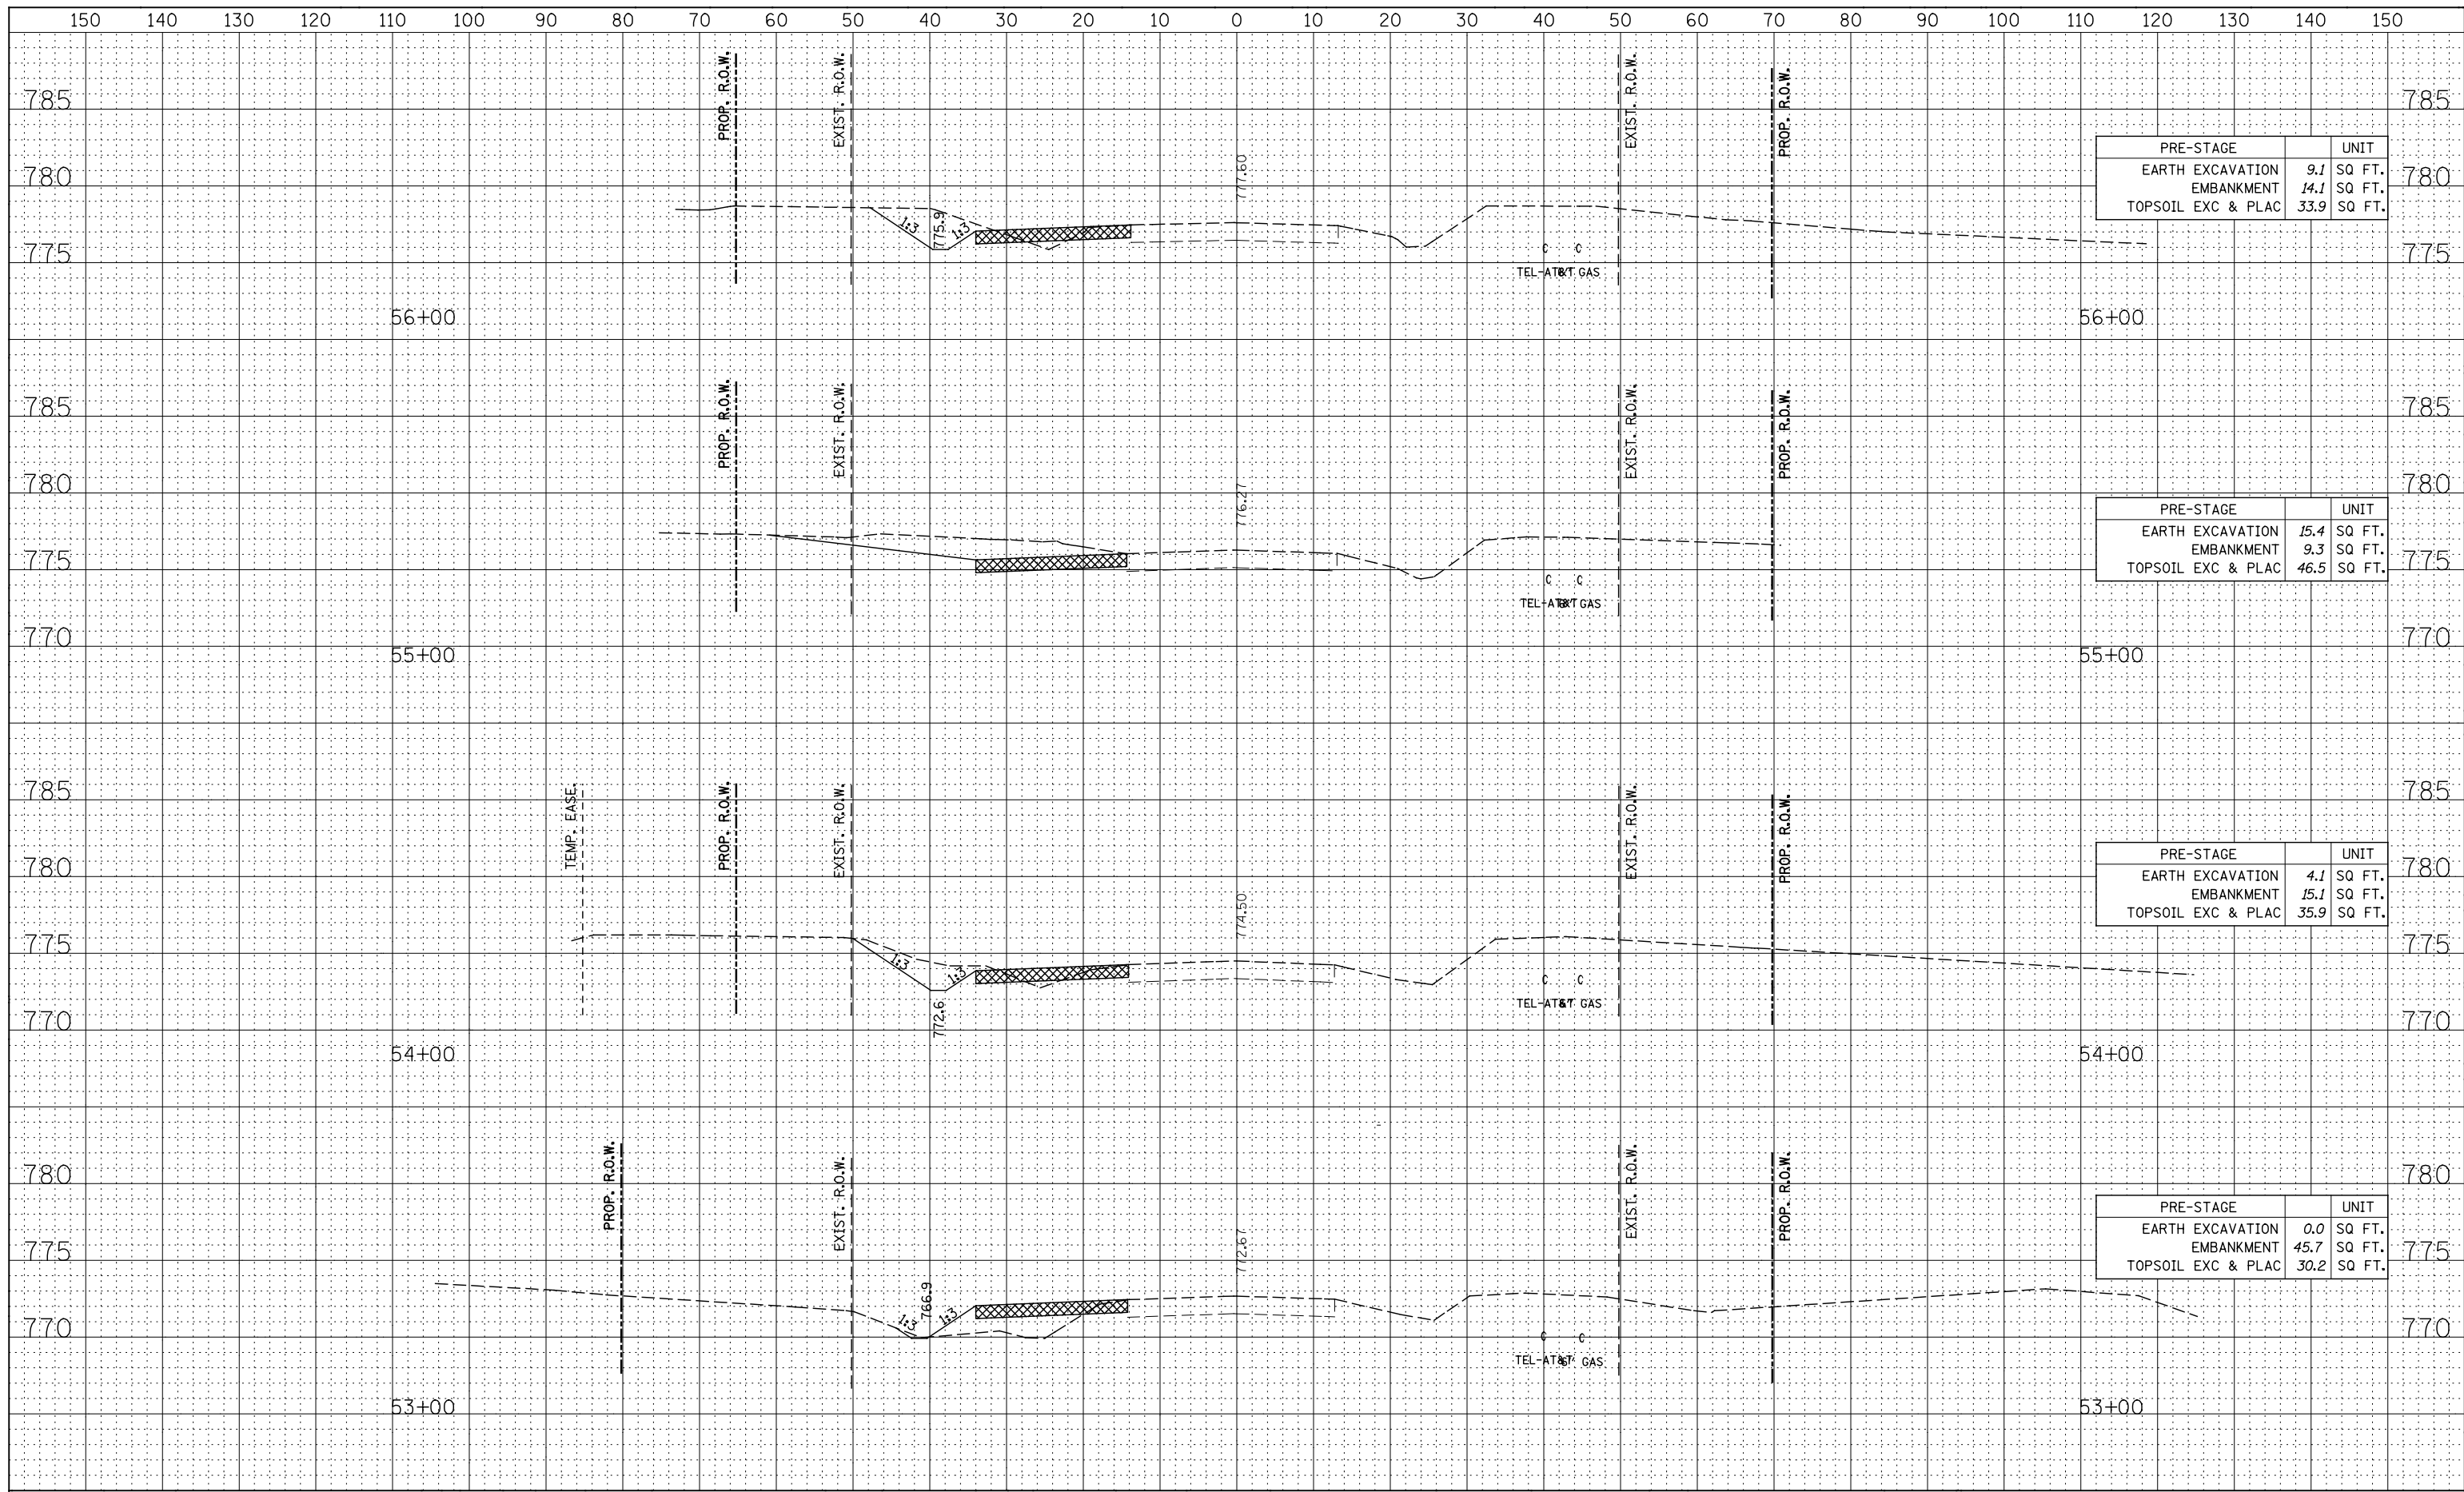 150 140 130 120 110 100 90 80 70 60 50 40 30 20 10 0 10 20 30 40 50 60 70 80 90 100 110 120 130 140 150
PROP. R.O.W.
EXIST. R.O.W.
EXIST. R.O.W.
PROP. R.O.W.
785 785
780 780
775 775
777.60
1:3
775.9
1:3
TEL-AT&T
GAS
PRE-STAGE UNIT
EARTH EXCAVATION 9.1 SQ FT.
EMBANKMENT 14.1 SQ FT.
TOPSOIL EXC & PLAC 33.9 SQ FT.
56+00 56+00
PROP. R.O.W.
EXIST. R.O.W.
EXIST. R.O.W.
PROP. R.O.W.
785 785
780 780
775 775
770 770
776.27
TEL-AT&T
GAS
PRE-STAGE UNIT
EARTH EXCAVATION 15.4 SQ FT.
EMBANKMENT 9.3 SQ FT.
TOPSOIL EXC & PLAC 46.5 SQ FT.
55+00 55+00
TEMP. EASE.
PROP. R.O.W.
EXIST. R.O.W.
EXIST. R.O.W.
PROP. R.O.W.
785 785
780 780
775 775
770 770
774.50
1:3
1:3
772.6
TEL-AT&T
GAS
PRE-STAGE UNIT
EARTH EXCAVATION 4.1 SQ FT.
EMBANKMENT 15.1 SQ FT.
TOPSOIL EXC & PLAC 35.9 SQ FT.
54+00 54+00
PROP. R.O.W.
EXIST. R.O.W.
EXIST. R.O.W.
PROP. R.O.W.
780 780
775 775
770 770
772.67
1:3
766.9
1:3
TEL-AT&T
GAS
PRE-STAGE UNIT
EARTH EXCAVATION 0.0 SQ FT.
EMBANKMENT 45.7 SQ FT.
TOPSOIL EXC & PLAC 30.2 SQ FT.
53+00 53+00